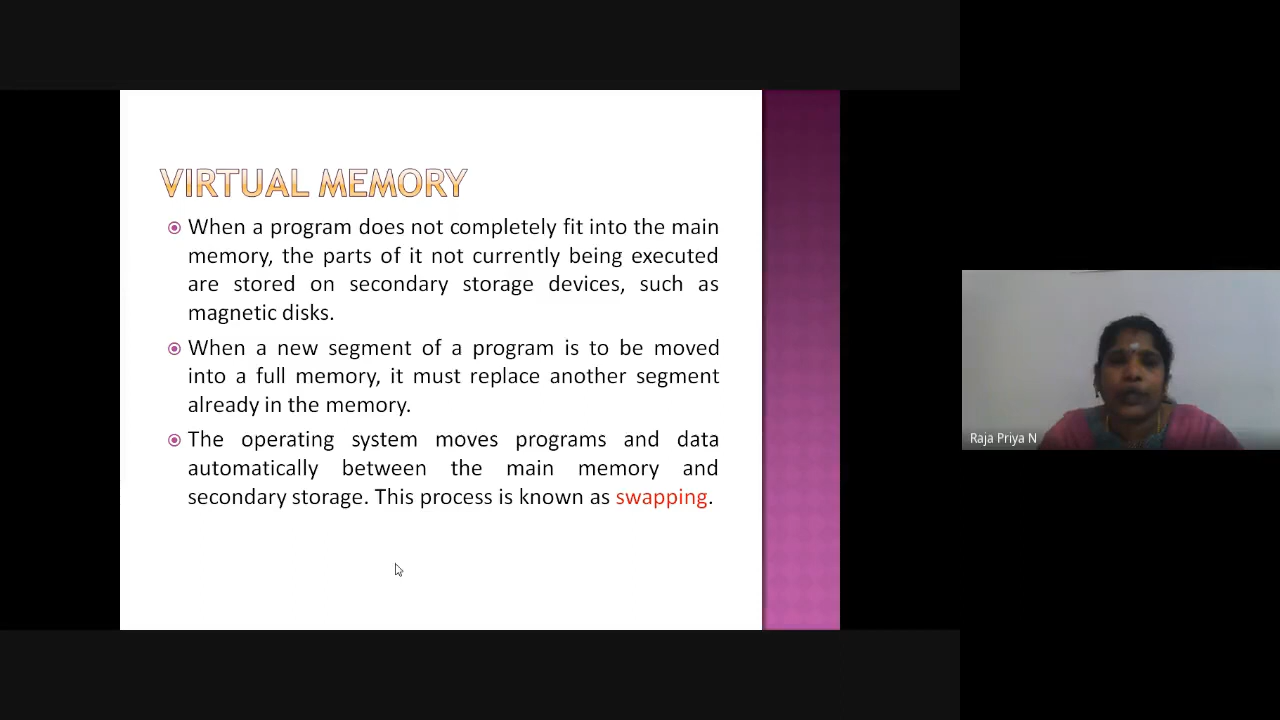 VIRTUAL MEMORY
When a program does not completely fit into the main
memory, the parts of it not currently being executed
are stored on secondary storage devices, such as
magnetic disks.
When a new segment of a program is to be moved
into a full memory, it must replace another segment
already in the memory.
The operating system moves programs and data
automatically between the main memory and
secondary storage. This process is known as swapping.
Raja Priya N